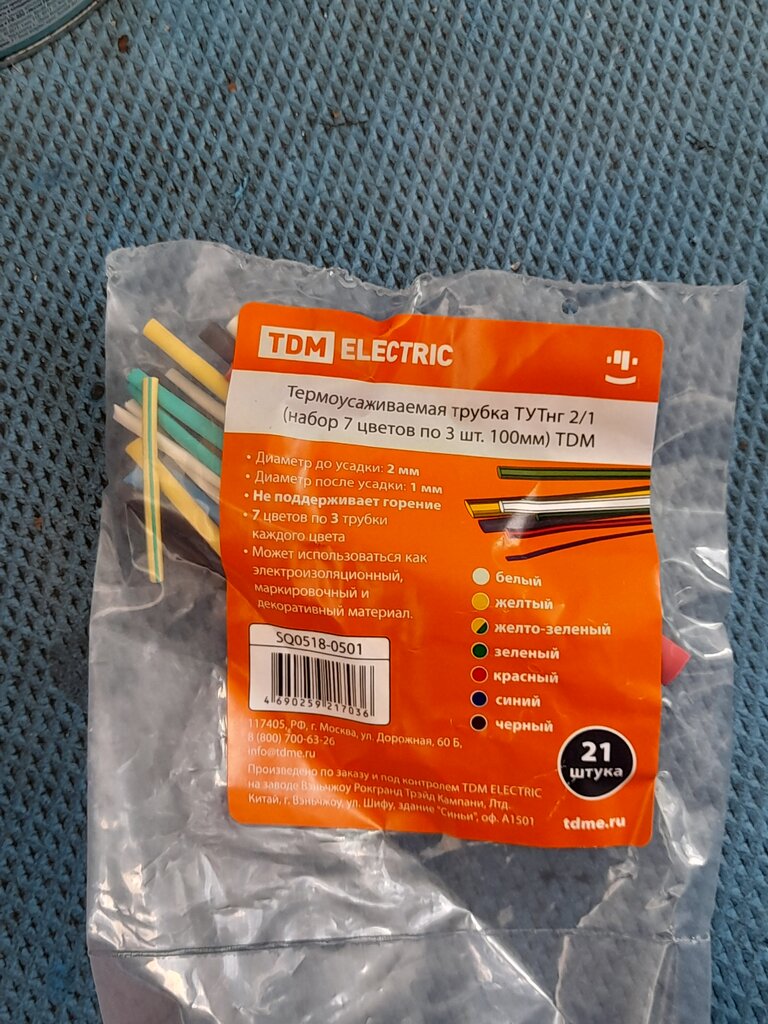 TDM ELECTRIC
Термоусаживаемая трубка ТУТнг 2/1
(набор 7 цветов по 3 шт. 100мм) TDM
• Диаметр до усадки: 2 мм
• Диаметр после усадки: 1 мм
• Не поддерживает горение
• 7 цветов по 3 трубки
каждого цвета
• Может использоваться как
электроизоляционный,
маркировочный и
декоративный материал.
белый
желтый
желто-зеленый
зеленый
красный
синий
черный
SQ0518-0501
4 690259 217036
117405, РФ, г. Москва, ул. Дорожная, 60 Б,
8 (800) 700-63-26
info@tdme.ru
Произведено по заказу и под контролем TDM ELECTRIC
на заводе Вэньчжоу Рокгранд Трэйд Кампани, Лтд.
Китай, г. Вэньчжоу, ул. Шифу, здание "Синьи", оф. А1501
21
штука
tdme.ru